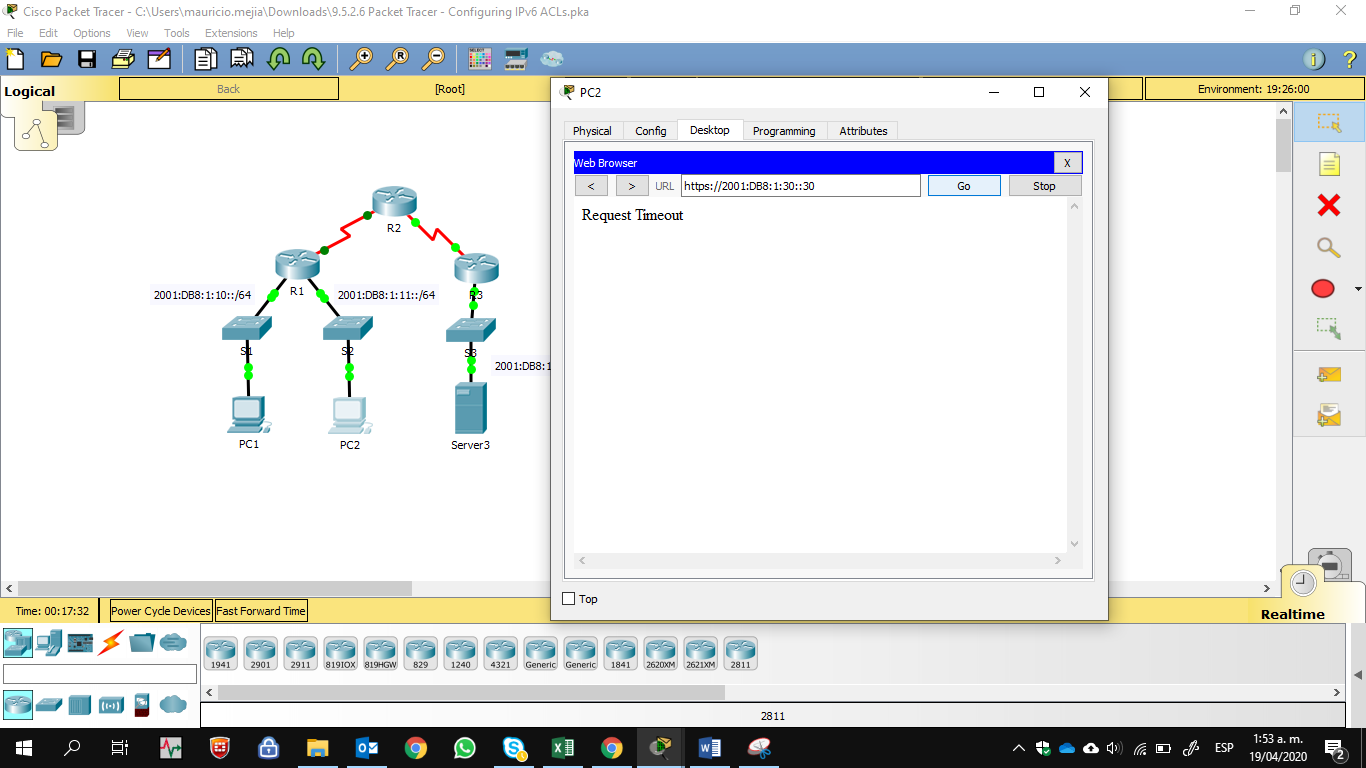 Cisco Packet Tracer - C:\Users\mauricio.mejia\Downloads\9.5.2.6 Packet Tracer - Configuring IPv6 ACLs.pka
File Edit Options View Tools Extensions Help
Logical
Back
[Root]
Environment: 19:26:00
PC2
Physical Config Desktop Programming Attributes
Web Browser
X
< > URL https://2001:DB8:1:30::30 Go Stop
Request Timeout
R2
R1
R3
2001:DB8:1:10::/64
2001:DB8:1:11::/64
S1
S2
S3
2001:DB8:1
PC1
PC2
Server3
Top
Time: 00:17:32
Power Cycle Devices
Fast Forward Time
Realtime
1941 2901 2911 819IOX 819HGW 829 1240 4321 Generic Generic 1841 2620XM 2621XM 2811
2811
ESP
1:53 a. m.
19/04/2020
2